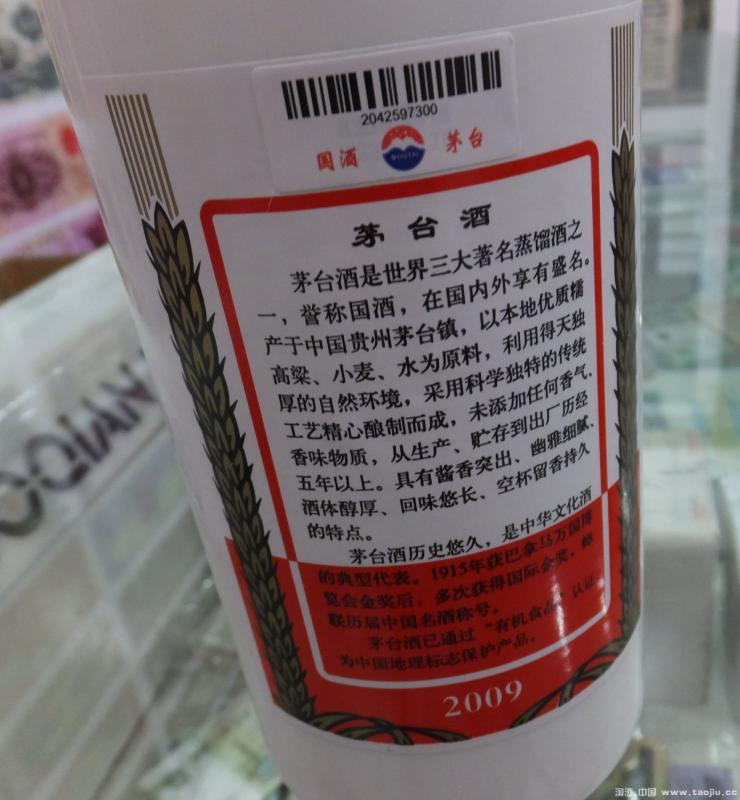 2042597300
国酒 MOUTAI 茅台
茅台酒
茅台酒是世界三大著名蒸馏酒之
一，誉称国酒，在国内外享有盛名。
产于中国贵州茅台镇，以本地优质糯
高粱、小麦、水为原料，利用得天独
厚的自然环境，采用科学独特的传统
工艺精心酿制而成，未添加任何香气、
香味物质，从生产、贮存到出厂历经
五年以上。具有酱香突出、幽雅细腻、
酒体醇厚、回味悠长、空杯留香持久
的特点。
茅台酒历史悠久，是中华文化酒
的典型代表。1915年获巴拿马万国博
览会金奖后，多次获得国际金奖，蝉
联历届中国名酒称号。
茅台酒已通过“有机食品”认证，
为中国地理标志保护产品。
2009
淘酒 中国 www.taojiu.cc